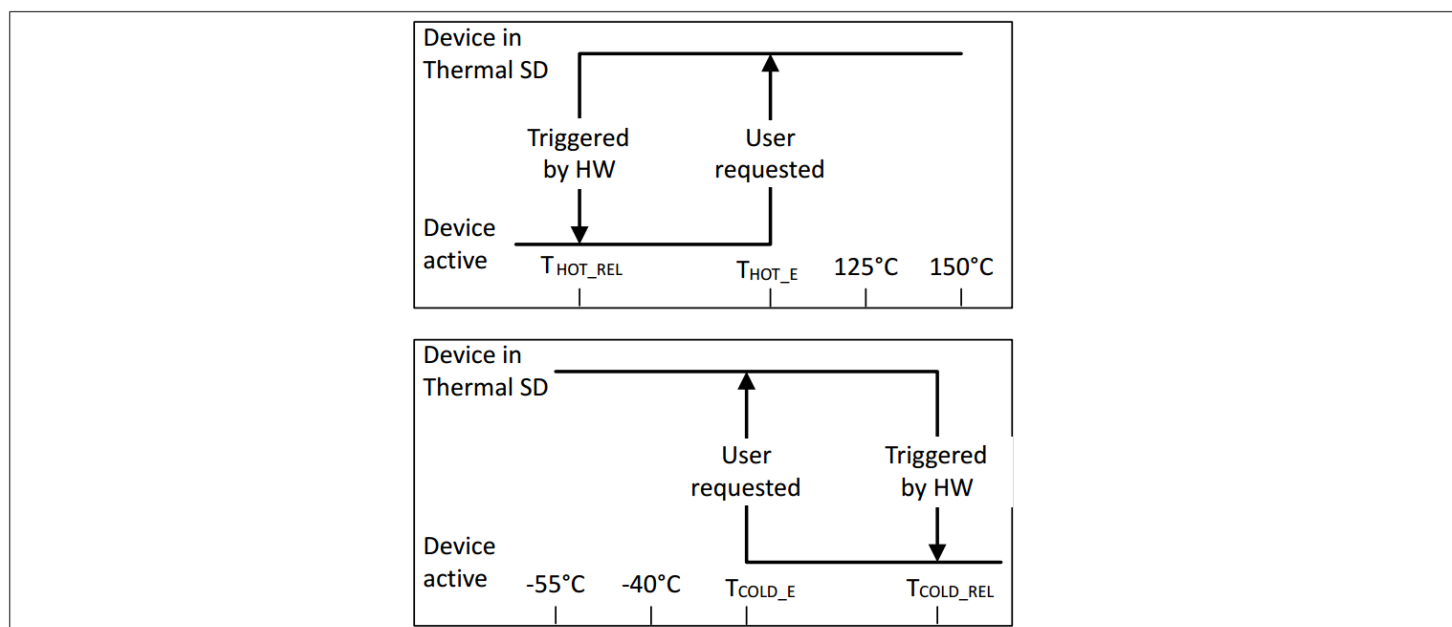 Device in
Thermal SD
Triggered
by HW
User
requested
Device
active
THOT_REL
THOT_E
125°C
150°C
Device in
Thermal SD
User
requested
Triggered
by HW
Device
active
-55°C
-40°C
TCOLD_E
TCOLD_REL